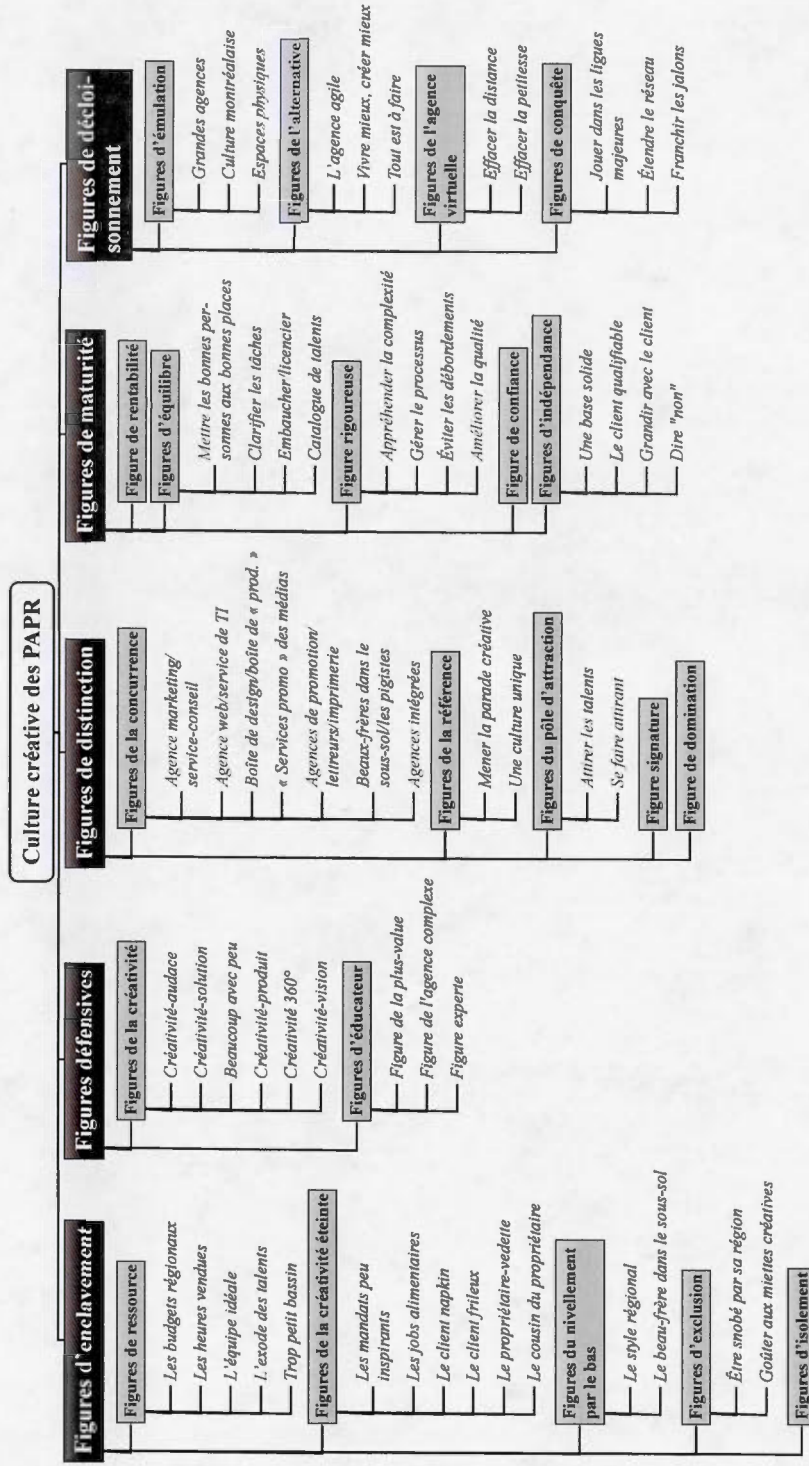 Culture créative des PAPR
Figures d'enclavement
Figures de ressource
Les budgets régionaux
Les heures vendues
L'équipe idéale
L'exode des talents
Trop petit bassin
Figures de la créativité éteinte
Les mandats peu
inspirants
Les jobs alimentaires
Le client napkin
Le client frileux
Le propriétaire-vedette
Le cousin du propriétaire
Figures du nivellement
par le bas
Le style régional
Le beau-frère dans le sous-sol
Figures d'exclusion
Être snobé par sa région
Goûter aux miettes créatives
Figures d'isolement
Figures défensives
Figures de la créativité
Créativité-audace
Créativité-solution
Beaucoup avec peu
Créativité-produit
Créativité 360°
Créativité-vision
Figures d'éducateur
Figure de la plus-value
Figure de l'agence complexe
Figure experte
Figures de distinction
Figures de la concurrence
Agence marketing/
service-conseil
Agence web/service de TI
Boîte de design/boîte de « prod. »
« Services promo » des médias
Agences de promotion/
lettreurs/imprimerie
Beaux-frères dans le
sous-sol/les pigistes
Agences intégrées
Figures de la référence
Mener la parade créative
Une culture unique
Figures du pôle d'attraction
Attirer les talents
Se faire attirant
Figure signature
Figure de domination
Figures de maturité
Figure de rentabilité
Figures d'équilibre
Mettre les bonnes per-
sonnes aux bonnes places
Clarifier les tâches
Embaucher/licencier
Catalogue de talents
Figure rigoureuse
Appréhender la complexité
Gérer le processus
Éviter les débordements
Améliorer la qualité
Figure de confiance
Figures d'indépendance
Une base solide
Le client qualifiable
Grandir avec le client
Dire "non"
Figures de décloi-
sonnement
Figures d'émulation
Grandes agences
Culture montréalaise
Espaces physiques
Figures de l'alternative
L'agence agile
Vivre mieux, créer mieux
Tout est à faire
Figures de l'agence
virtuelle
Effacer la distance
Effacer la petitesse
Figures de conquête
Jouer dans les ligues
majeures
Étendre le réseau
Franchir les jalons